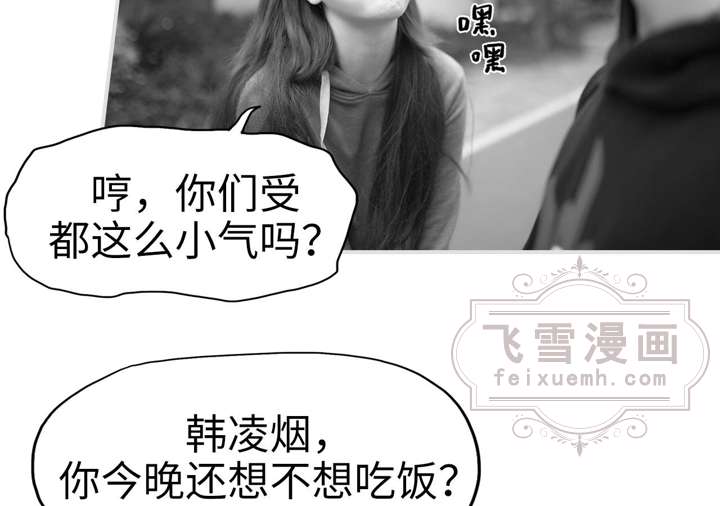 嘿
嘿
哼，你们受
都这么小气吗？
飞雪漫画
feixuemh.com
韩凌烟，
你今晚还想不想吃饭？